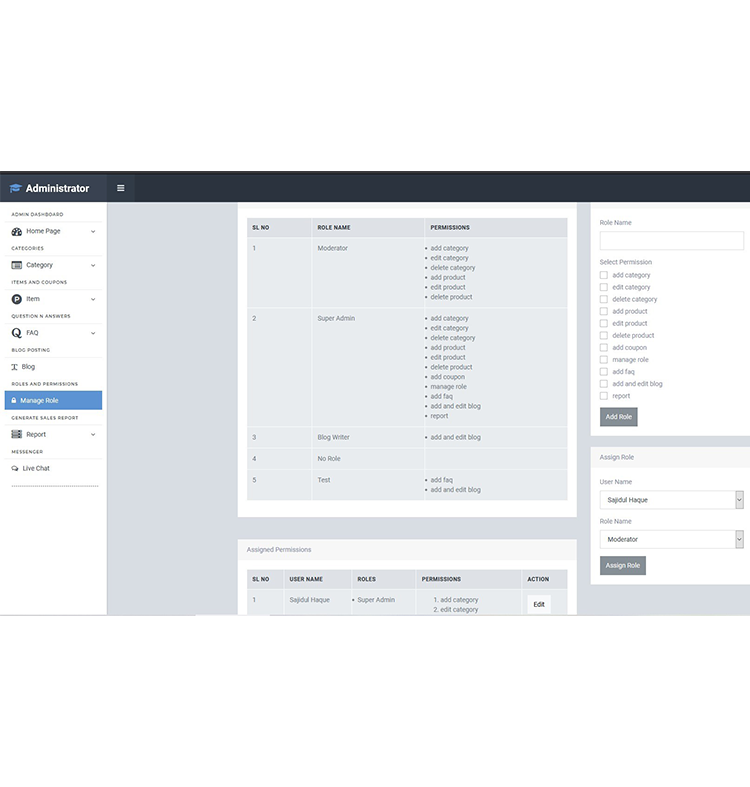 Administrator
ADMIN DASHBOARD
Home Page
CATEGORIES
Category
ITEMS AND COUPONS
Item
QUESTION N ANSWERS
FAQ
BLOG POSTING
Blog
ROLES AND PERMISSIONS
Manage Role
GENERATE SALES REPORT
Report
MESSENGER
Live Chat
SL NO ROLE NAME PERMISSIONS
1 Moderator add category
edit category
delete category
add product
edit product
delete product
2 Super Admin add category
edit category
delete category
add product
edit product
delete product
add coupon
manage role
add faq
add and edit blog
report
3 Blog Writer add and edit blog
4 No Role
5 Test add faq
add and edit blog
Assigned Permissions
SL NO USER NAME ROLES PERMISSIONS ACTION
1 Sajidul Haque Super Admin 1. add category Edit
2. edit category
Role Name
Select Permission
add category
edit category
delete category
add product
edit product
delete product
add coupon
manage role
add faq
add and edit blog
report
Add Role
Assign Role
User Name
Sajidul Haque
Role Name
Moderator
Assign Role